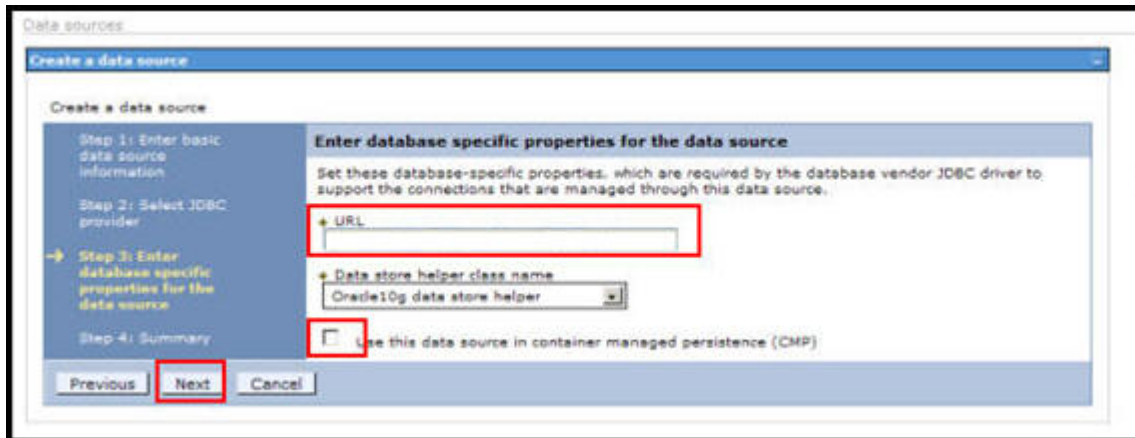 Data sources
Create a data source
Create a data source
Step 1: Enter basic
data source
information
Step 2: Select JDBC
provider
Step 3: Enter
database specific
properties for the
data source
Step 4: Summary
Enter database specific properties for the data source
Set these database-specific properties, which are required by the database vendor JDBC driver to
support the connections that are managed through this data source.
URL
Data store helper class name
Oracle10g data store helper
Use this data source in container managed persistence (CMP)
Previous Next Cancel